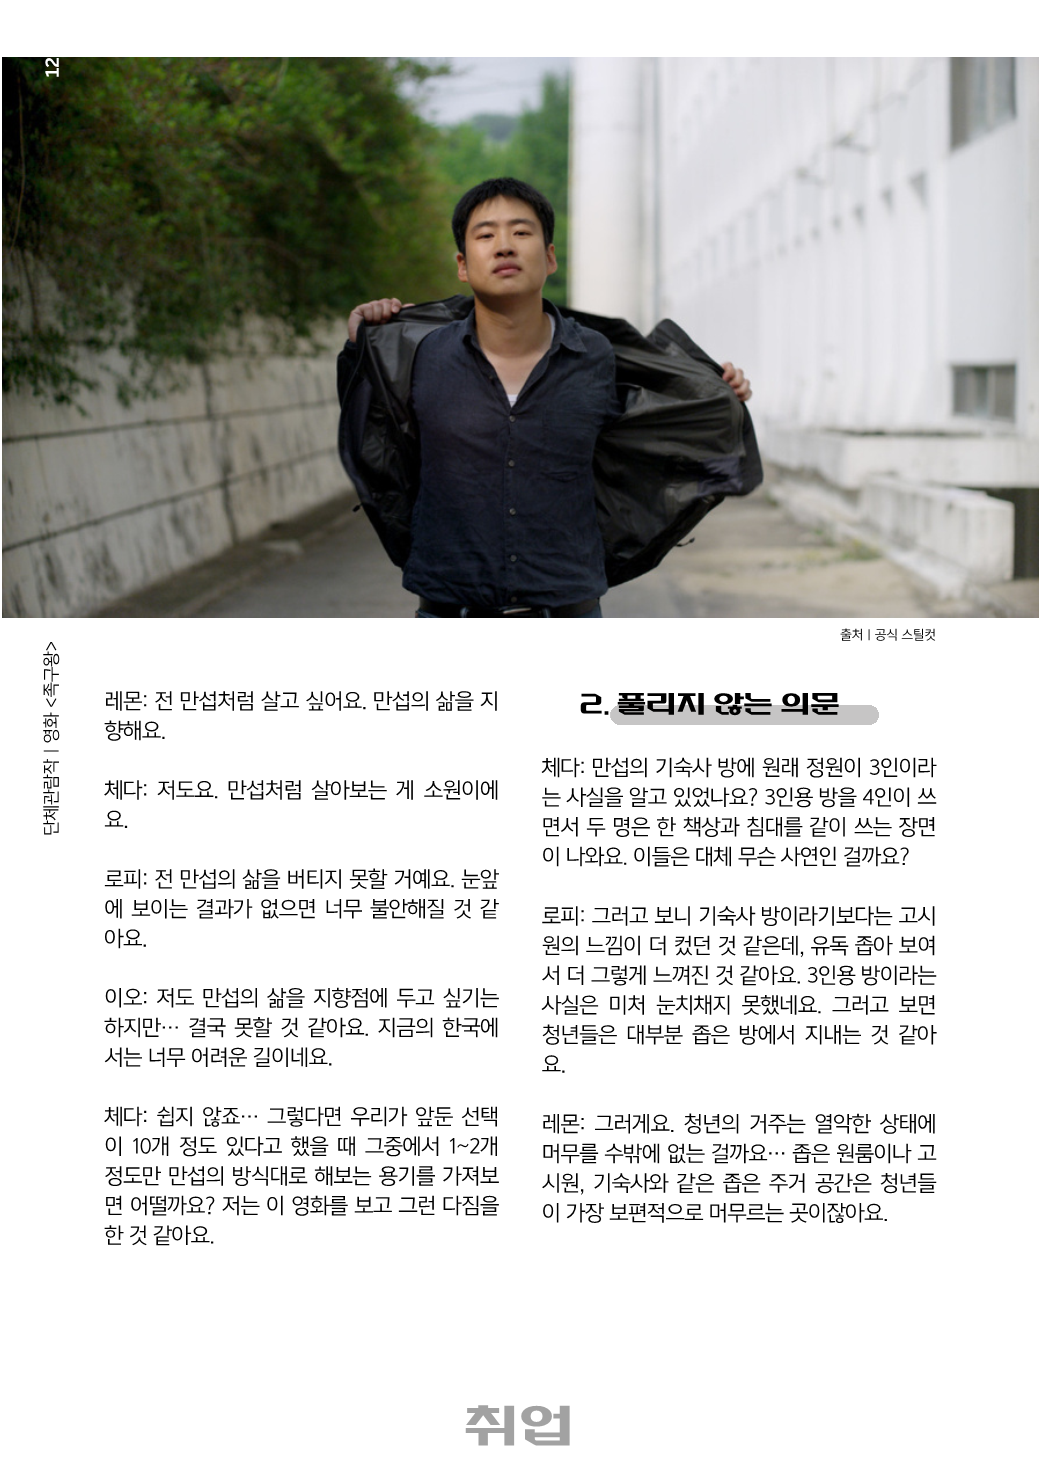 12
출처 | 공식 스틸컷
단체관람작 | 영화 <족구왕>
레몬: 전 만섭처럼 살고 싶어요. 만섭의 삶을 지
향해요.
체다: 저도요. 만섭처럼 살아보는 게 소원이에
요.
로피: 전 만섭의 삶을 버티지 못할 거예요. 눈앞
에 보이는 결과가 없으면 너무 불안해질 것 같
아요.
이오: 저도 만섭의 삶을 지향점에 두고 싶기는
하지만… 결국 못할 것 같아요. 지금의 한국에
서는 너무 어려운 길이네요.
체다: 쉽지 않죠… 그렇다면 우리가 앞둔 선택
이 10개 정도 있다고 했을 때 그중에서 1~2개
정도만 만섭의 방식대로 해보는 용기를 가져보
면 어떨까요? 저는 이 영화를 보고 그런 다짐을
한 것 같아요.
2. 풀리지 않는 의문
체다: 만섭의 기숙사 방에 원래 정원이 3인이라
는 사실을 알고 있었나요? 3인용 방을 4인이 쓰
면서 두 명은 한 책상과 침대를 같이 쓰는 장면
이 나와요. 이들은 대체 무슨 사연인 걸까요?
로피: 그러고 보니 기숙사 방이라기보다는 고시
원의 느낌이 더 컸던 것 같은데, 유독 좁아 보여
서 더 그렇게 느껴진 것 같아요. 3인용 방이라는
사실은 미처 눈치채지 못했네요. 그러고 보면
청년들은 대부분 좁은 방에서 지내는 것 같아
요.
레몬: 그러게요. 청년의 거주는 열악한 상태에
머무를 수밖에 없는 걸까요… 좁은 원룸이나 고
시원, 기숙사와 같은 좁은 주거 공간은 청년들
이 가장 보편적으로 머무르는 곳이잖아요.
취업